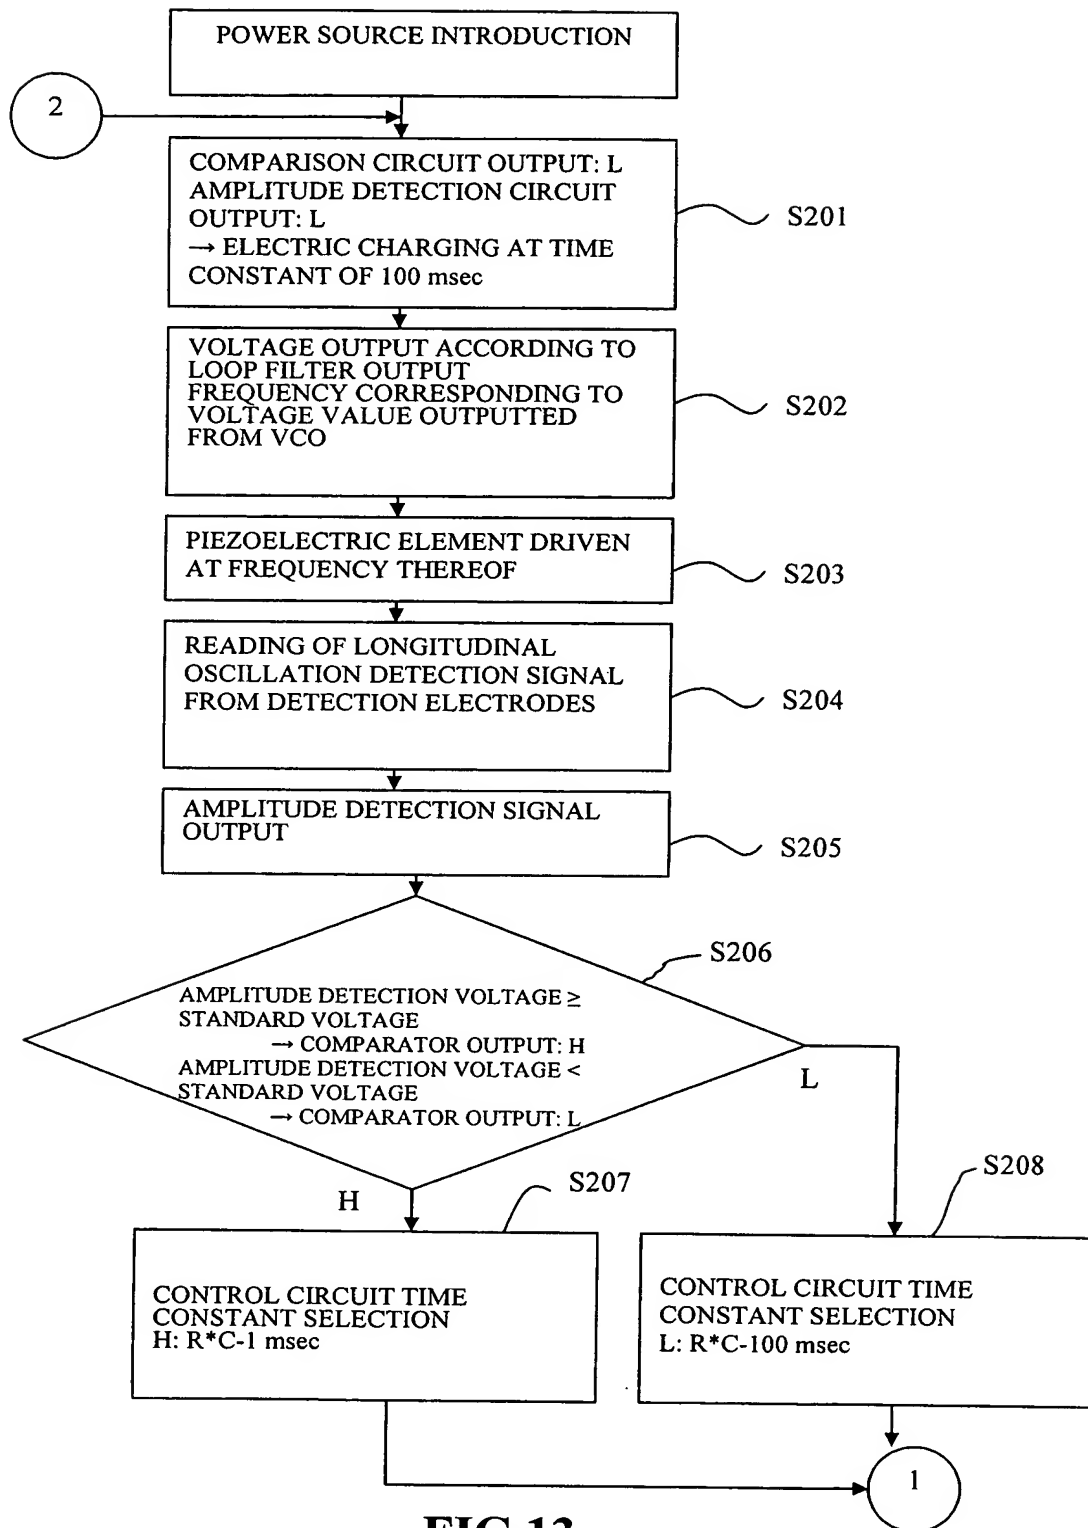 POWER SOURCE INTRODUCTION
2
COMPARISON CIRCUIT OUTPUT: L
AMPLITUDE DETECTION CIRCUIT
OUTPUT: L
→ ELECTRIC CHARGING AT TIME
CONSTANT OF 100 msec
S201
VOLTAGE OUTPUT ACCORDING TO
LOOP FILTER OUTPUT
FREQUENCY CORRESPONDING TO
VOLTAGE VALUE OUTPUTTED
FROM VCO
S202
PIEZOELECTRIC ELEMENT DRIVEN
AT FREQUENCY THEREOF
S203
READING OF LONGITUDINAL
OSCILLATION DETECTION SIGNAL
FROM DETECTION ELECTRODES
S204
AMPLITUDE DETECTION SIGNAL
OUTPUT
S205
S206
AMPLITUDE DETECTION VOLTAGE ≥
STANDARD VOLTAGE
→ COMPARATOR OUTPUT: H
AMPLITUDE DETECTION VOLTAGE <
STANDARD VOLTAGE
→ COMPARATOR OUTPUT: L
L
H
S207
S208
CONTROL CIRCUIT TIME
CONSTANT SELECTION
H: R*C-1 msec
CONTROL CIRCUIT TIME
CONSTANT SELECTION
L: R*C-100 msec
1
FIG.13